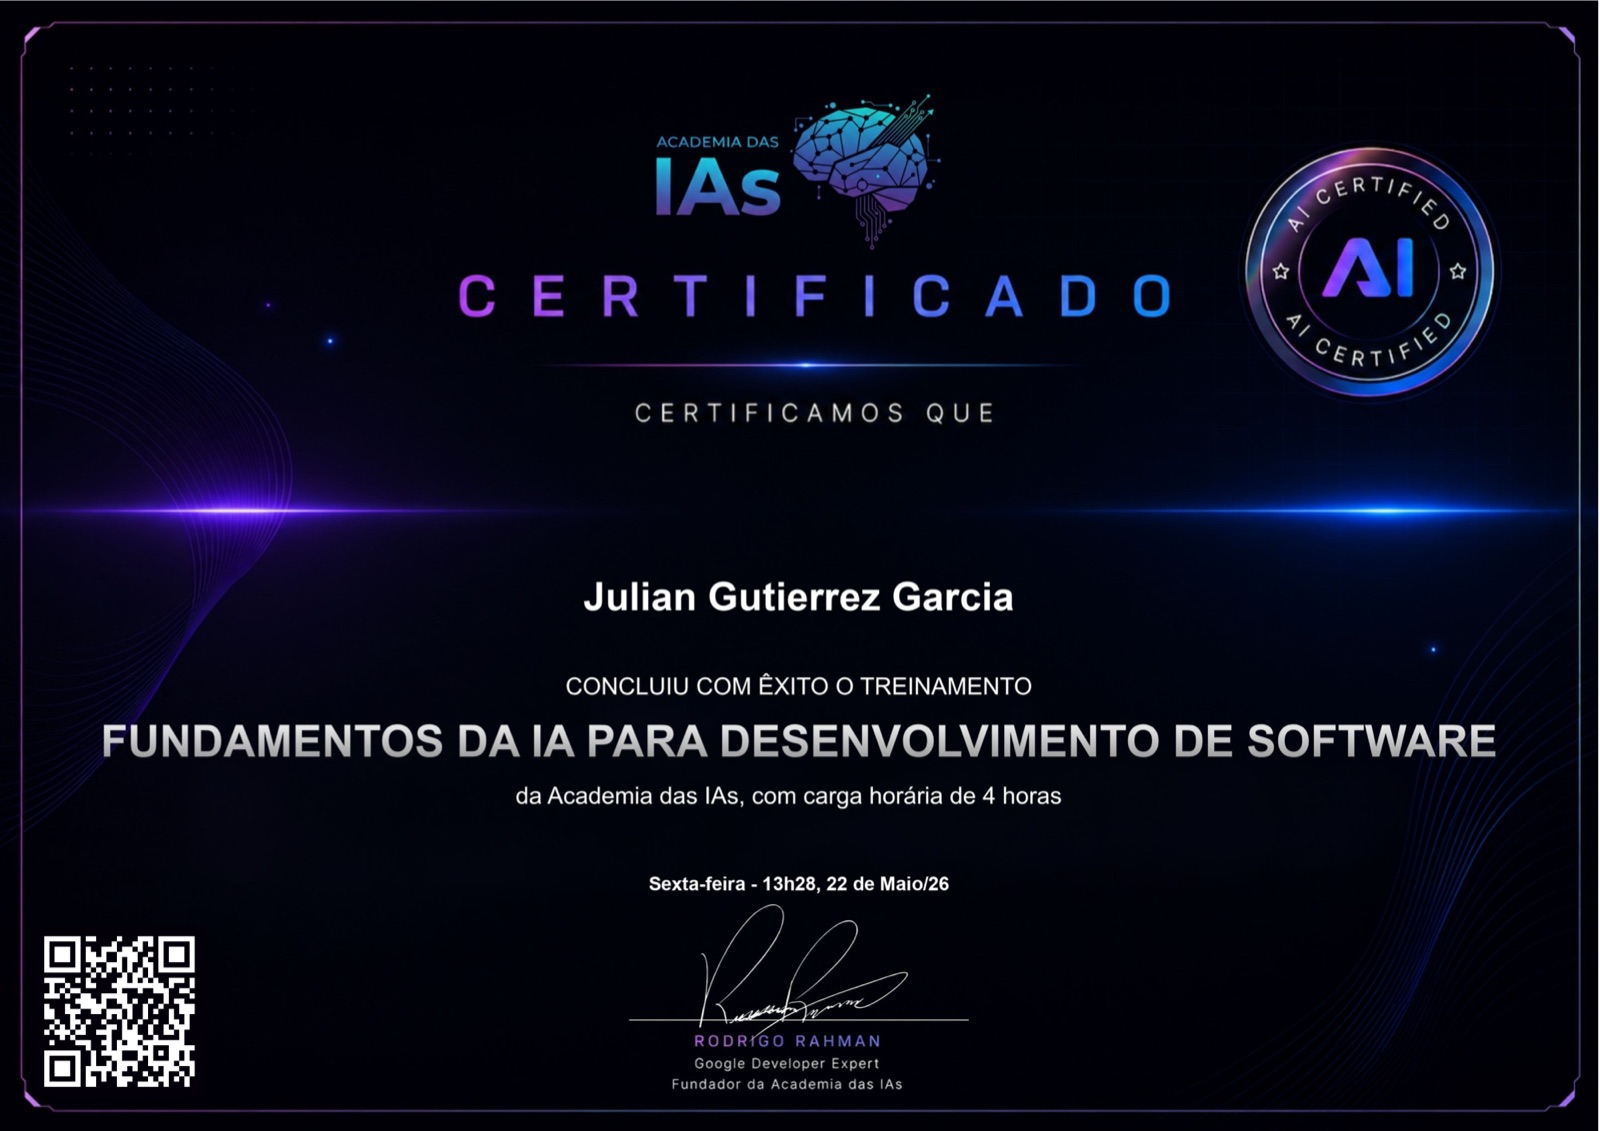 ACADEMIA DAS
IAs
AI CERTIFIED
AI
AI CERTIFIED
CERTIFICADO
CERTIFICAMOS QUE
Julian Gutierrez Garcia
CONCLUIU COM ÊXITO O TREINAMENTO
FUNDAMENTOS DA IA PARA DESENVOLVIMENTO DE SOFTWARE
da Academia das IAs, com carga horária de 4 horas
Sexta-feira - 13h28, 22 de Maio/26
RODRIGO RAHMAN
Google Developer Expert
Fundador da Academia das IAs